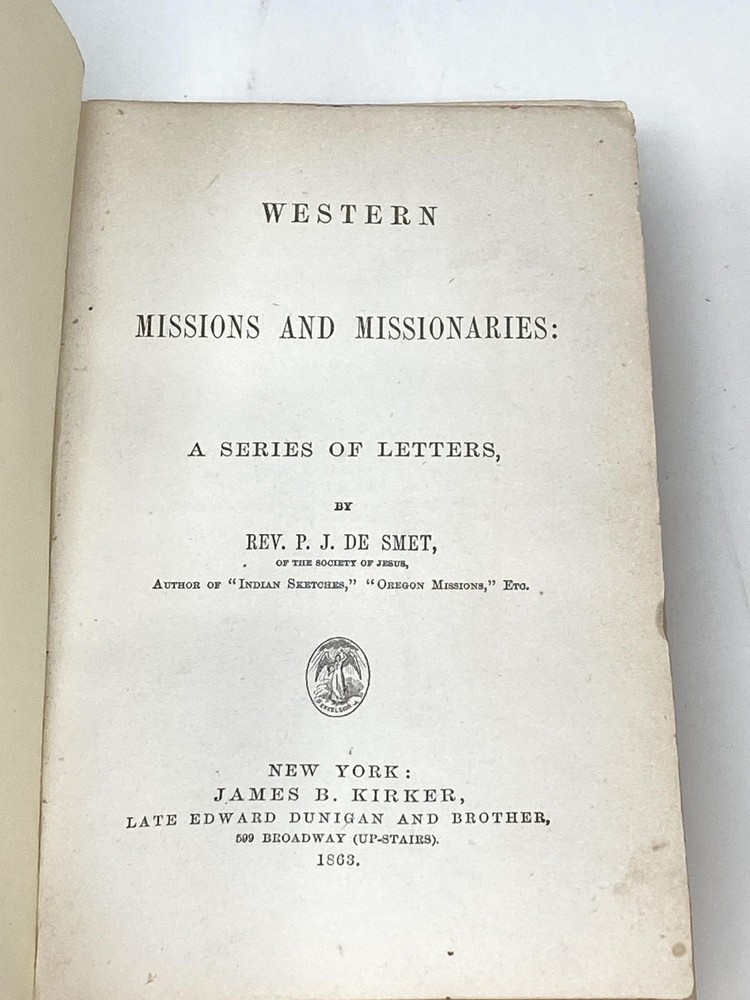 WESTERN
MISSIONS AND MISSIONARIES:
A SERIES OF LETTERS,
BY
REV. P. J. DE SMET,
OF THE SOCIETY OF JESUS,
AUTHOR OF "INDIAN SKETCHES," "OREGON MISSIONS," ETC.
EXCELSIOR
NEW YORK:
JAMES B. KIRKER,
LATE EDWARD DUNIGAN AND BROTHER,
599 BROADWAY (UP-STAIRS).
1863.